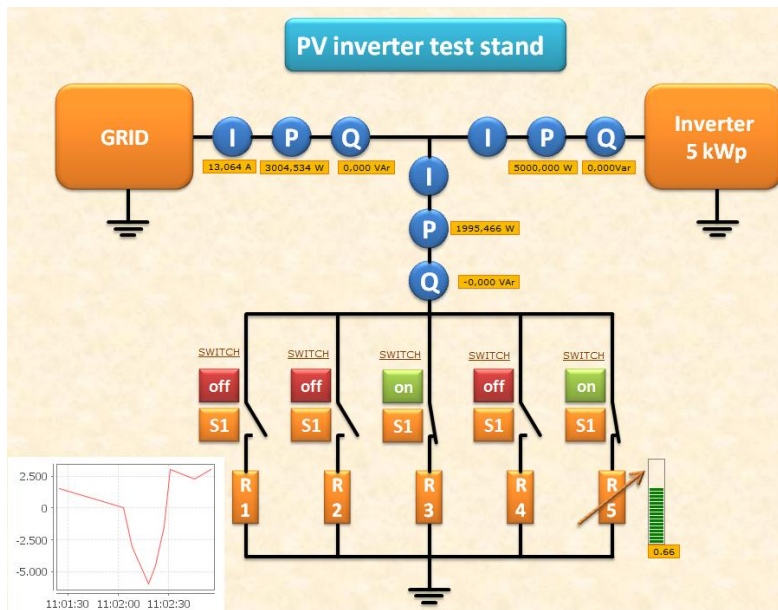 PV inverter test stand
GRID
I P Q
I P Q
Inverter
5 kWp
13,064 A 3004,534 W 0,000 VAr
5000,000 W 0,000Var
I
P
1995,466 W
Q
-0,000 VAr
SWITCH SWITCH SWITCH SWITCH SWITCH
off off on off on
S1 S1 S1 S1 S1
R R R R R
1 2 3 4 5
0.66
2.500
0
-2.500
-5.000
11:01:30 11:02:00 11:02:30